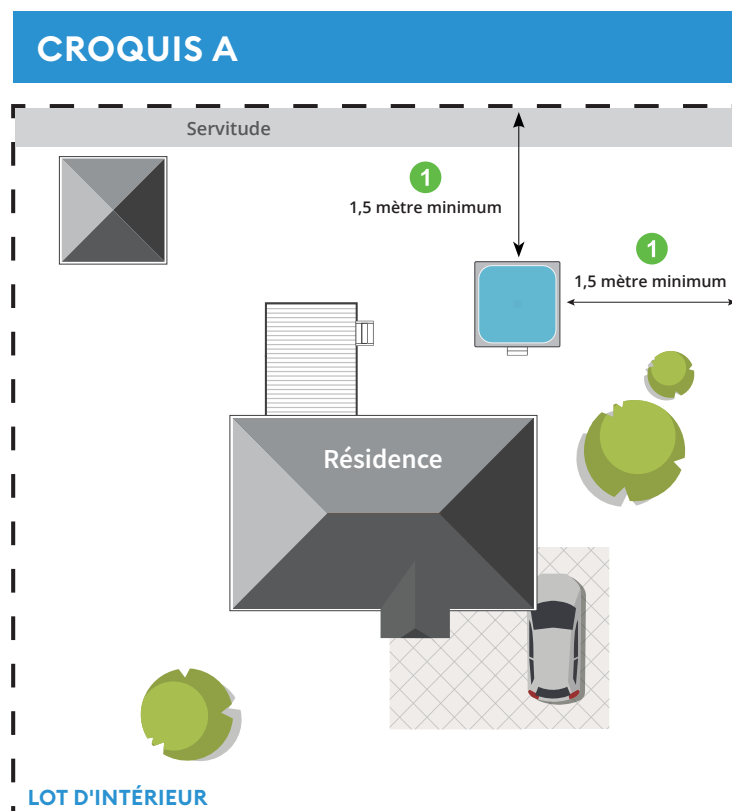 CROQUIS A
Servitude
1
1,5 mètre minimum
1
1,5 mètre minimum
Résidence
LOT D'INTÉRIEUR